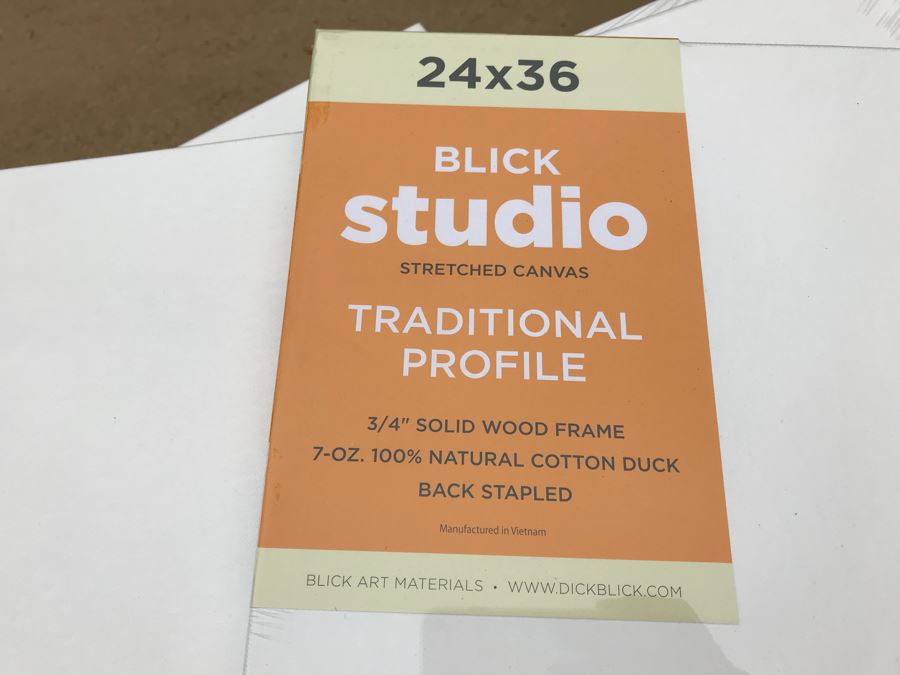 24x36
BLICK
studio
STRETCHED CANVAS
TRADITIONAL
PROFILE
3/4" SOLID WOOD FRAME
7-OZ. 100% NATURAL COTTON DUCK
BACK STAPLED
Manufactured in Vietnam
BLICK ART MATERIALS • WWW.DICKBLICK.COM